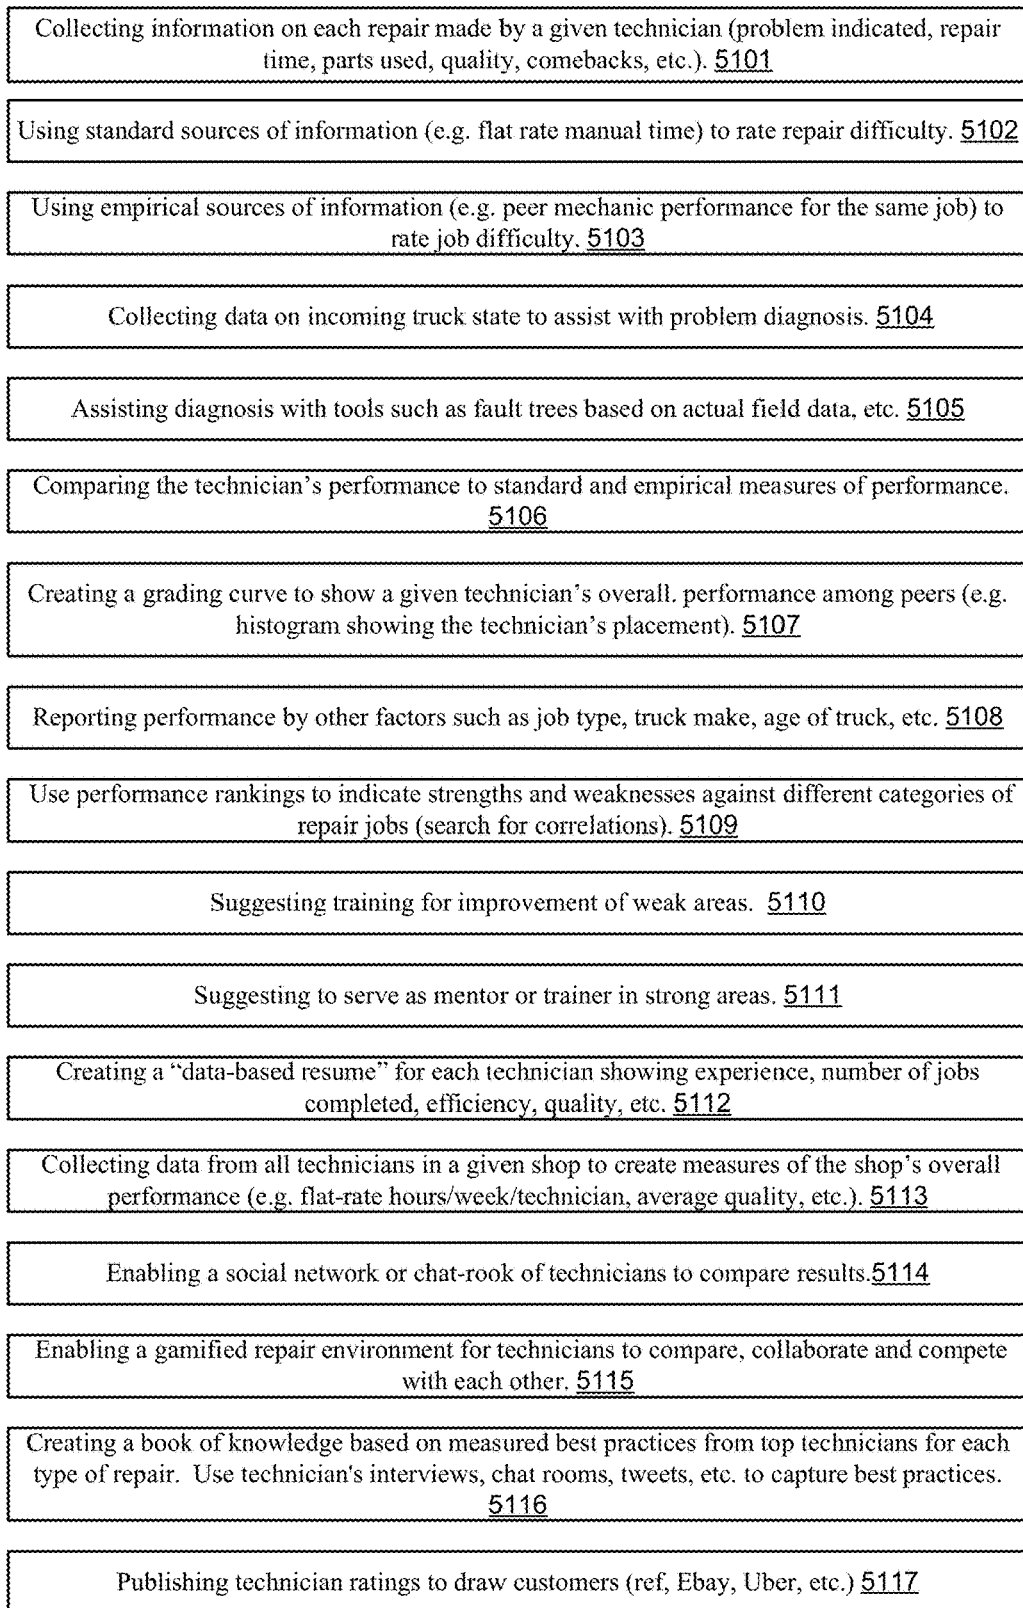 Collecting information on each repair made by a given technician (problem indicated, repair
time, parts used, quality, comebacks, etc.). 5101
Using standard sources of information (e.g. flat rate manual time) to rate repair difficulty. 5102
Using empirical sources of information (e.g. peer mechanic performance for the same job) to
rate job difficulty. 5103
Collecting data on incoming truck state to assist with problem diagnosis. 5104
Assisting diagnosis with tools such as fault trees based on actual field data, etc. 5105
Comparing the technician's performance to standard and empirical measures of performance.
5106
Creating a grading curve to show a given technician's overall. performance among peers (e.g.
histogram showing the technician's placement). 5107
Reporting performance by other factors such as job type, truck make, age of truck, etc. 5108
Use performance rankings to indicate strengths and weaknesses against different categories of
repair jobs (search for correlations). 5109
Suggesting training for improvement of weak areas. 5110
Suggesting to serve as mentor or trainer in strong areas. 5111
Creating a “data-based resume” for each technician showing experience, number of jobs
completed, efficiency, quality, etc. 5112
Collecting data from all technicians in a given shop to create measures of the shop's overall
performance (e.g. flat-rate hours/week/technician, average quality, etc.). 5113
Enabling a social network or chat-rook of technicians to compare results.5114
Enabling a gamified repair environment for technicians to compare, collaborate and compete
with each other. 5115
Creating a book of knowledge based on measured best practices from top technicians for each
type of repair. Use technician's interviews, chat rooms, tweets, etc. to capture best practices.
5116
Publishing technician ratings to draw customers (ref, Ebay, Uber, etc.) 5117